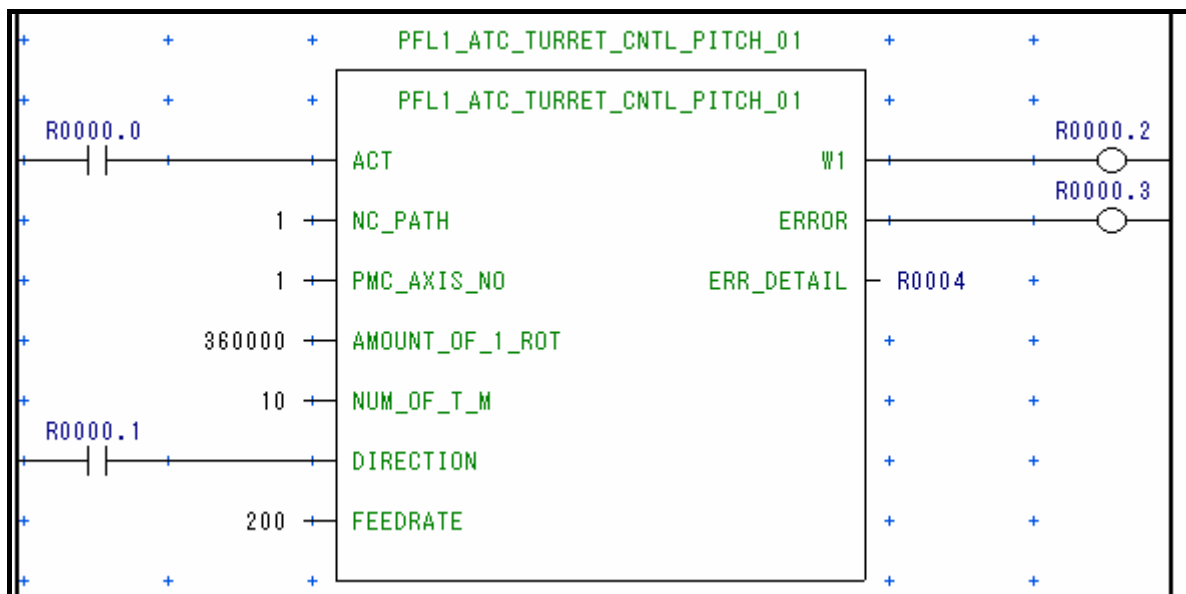 PFL1_ATC_TURRET_CNTL_PITCH_01
PFL1_ATC_TURRET_CNTL_PITCH_01
R0000.0 R0000.2
ACT W1
R0000.3
1 NC_PATH ERROR
1 PMC_AXIS_NO ERR_DETAIL R0004
360000 AMOUNT_OF_1_ROT
10 NUM_OF_T_M
R0000.1
DIRECTION
200 FEEDRATE